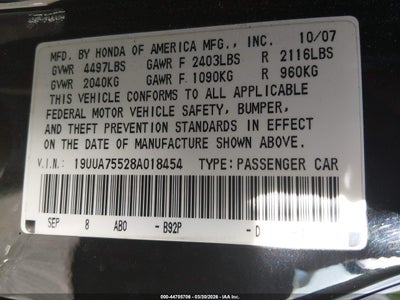 MFD. BY HONDA OF AMERICA MFG., INC. 10/07
GVWR 4497LBS GAWR F 2403LBS R 2116LBS
GVWR 2040KG GAWR F 1090KG R 960KG
THIS VEHICLE CONFORMS TO ALL APPLICABLE
FEDERAL MOTOR VEHICLE SAFETY, BUMPER,
AND THEFT PREVENTION STANDARDS IN EFFECT
ON THE DATE OF MANUFACTURE SHOWN ABOVE.
V.I.N.: 19UUA75528A018454 TYPE: PASSENGER CAR
SEP 8 AB0 - B92P - D
000-44705706 - 03/30/2026 - IAA Inc.